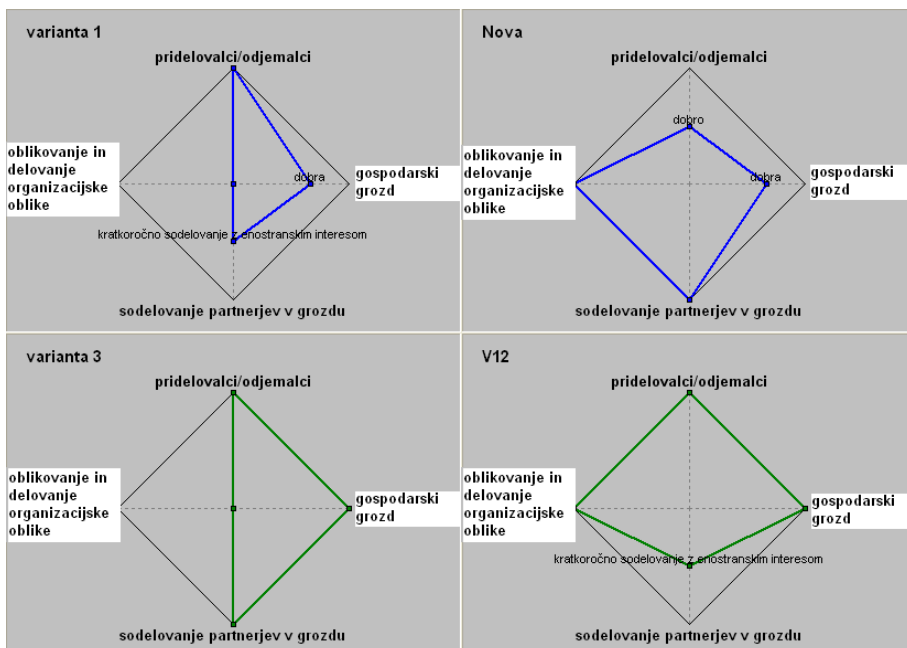 varianta 1
pridelovalci/odjemalci
oblikovanje in
delovanje
organizacijske
oblike
dobra
gospodarski
grozd
kratkoročno sodelovanje z enostranskim interesom
sodelovanje partnerjev v grozdu
Nova
pridelovalci/odjemalci
dobro
oblikovanje in
delovanje
organizacijske
oblike
dobra
gospodarski
grozd
sodelovanje partnerjev v grozdu
varianta 3
pridelovalci/odjemalci
oblikovanje in
delovanje
organizacijske
oblike
gospodarski
grozd
sodelovanje partnerjev v grozdu
V12
pridelovalci/odjemalci
oblikovanje in
delovanje
organizacijske
oblike
gospodarski
grozd
kratkoročno sodelovanje z enostranskim interesom
sodelovanje partnerjev v grozdu